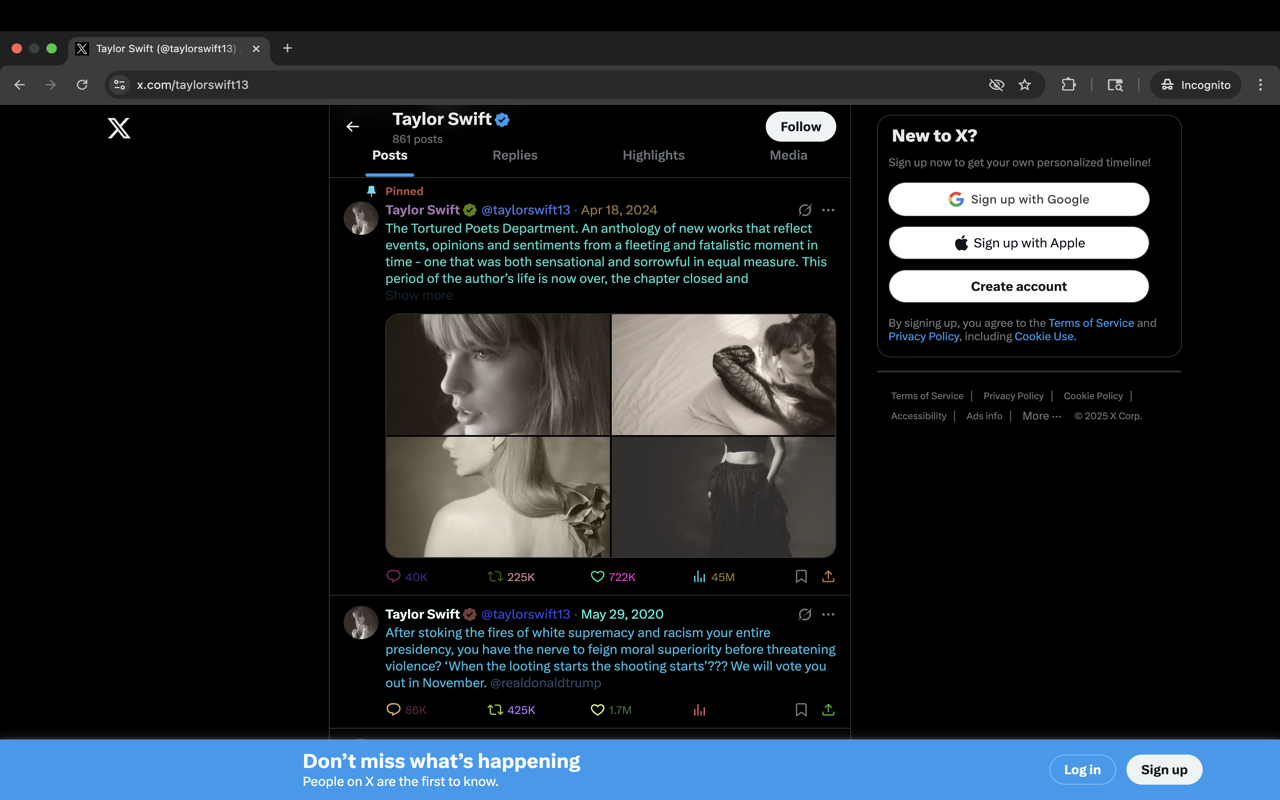 Taylor Swift (@taylorswift13)
x.com/taylorswift13
Incognito
Taylor Swift
861 posts
Follow
Posts Replies Highlights Media
Pinned
Taylor Swift @taylorswift13 · Apr 18, 2024
The Tortured Poets Department. An anthology of new works that reflect
events, opinions and sentiments from a fleeting and fatalistic moment in
time - one that was both sensational and sorrowful in equal measure. This
period of the author’s life is now over, the chapter closed and
Show more
40K 225K 722K 45M
Taylor Swift @taylorswift13 · May 29, 2020
After stoking the fires of white supremacy and racism your entire
presidency, you have the nerve to feign moral superiority before threatening
violence? ‘When the looting starts the shooting starts’??? We will vote you
out in November. @realdonaldtrump
86K 425K 1.7M
New to X?
Sign up now to get your own personalized timeline!
Sign up with Google
Sign up with Apple
Create account
By signing up, you agree to the Terms of Service and
Privacy Policy, including Cookie Use.
Terms of Service | Privacy Policy | Cookie Policy |
Accessibility | Ads info | More ··· © 2025 X Corp.
Don’t miss what’s happening
People on X are the first to know.
Log in
Sign up